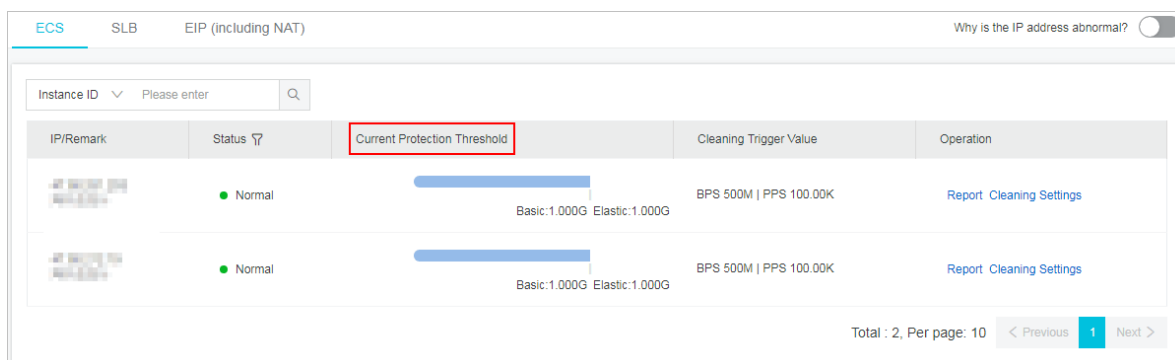 ECS SLB EIP (including NAT) Why is the IP address abnormal?
Instance ID Please enter
IP/Remark Status Current Protection Threshold Cleaning Trigger Value Operation
Normal BPS 500M | PPS 100.00K Report Cleaning Settings
Basic:1.000G Elastic:1.000G
Normal BPS 500M | PPS 100.00K Report Cleaning Settings
Basic:1.000G Elastic:1.000G
Total : 2, Per page: 10 < Previous 1 Next >